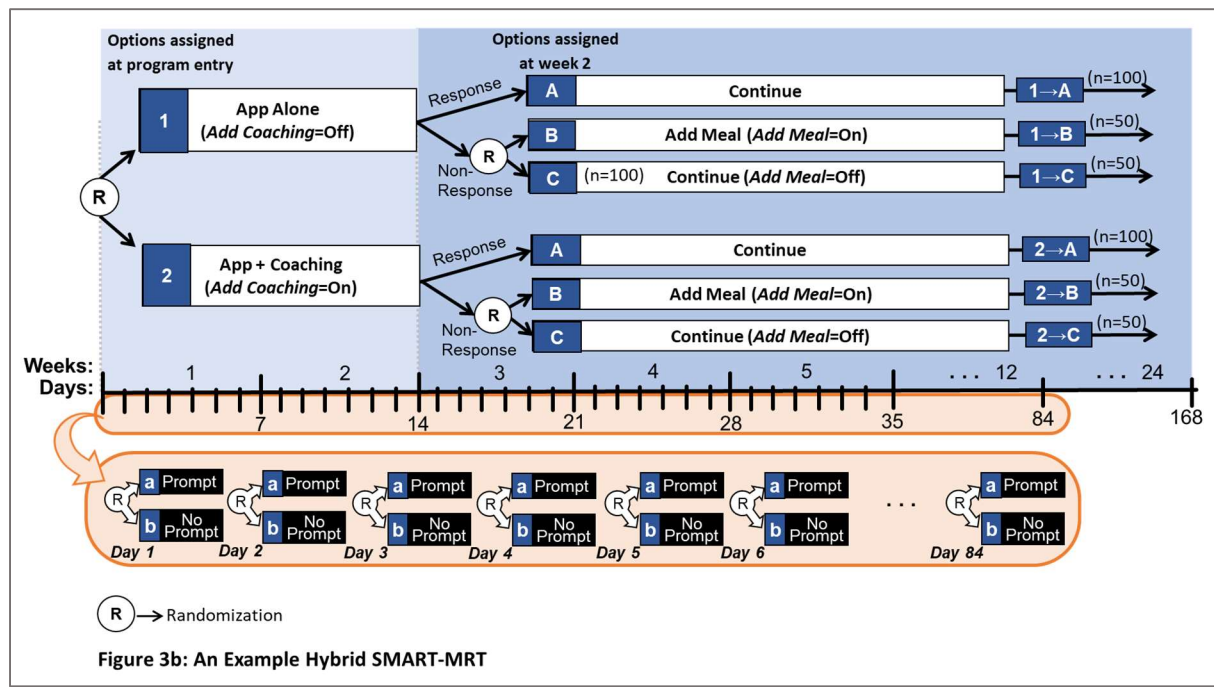 Options assigned
at program entry
Options assigned
at week 2
R
1
App Alone
(Add Coaching=Off)
Response
Non-
Response
R
A
Continue
1→A
(n=100)
B
Add Meal (Add Meal=On)
1→B
(n=50)
C
(n=100)
Continue (Add Meal=Off)
1→C
(n=50)
2
App + Coaching
(Add Coaching=On)
Response
Non-
Response
R
A
Continue
2→A
(n=100)
B
Add Meal (Add Meal=On)
2→B
(n=50)
C
Continue (Add Meal=Off)
2→C
(n=50)
Weeks: 1 2 3 4 5 ... 12 ... 24
Days: 7 14 21 28 35 84 168
R a Prompt
b No Prompt
Day 1
R a Prompt
b No Prompt
Day 2
R a Prompt
b No Prompt
Day 3
R a Prompt
b No Prompt
Day 4
R a Prompt
b No Prompt
Day 5
R a Prompt
b No Prompt
Day 6
...
R a Prompt
b No Prompt
Day 84
R → Randomization
Figure 3b: An Example Hybrid SMART-MRT